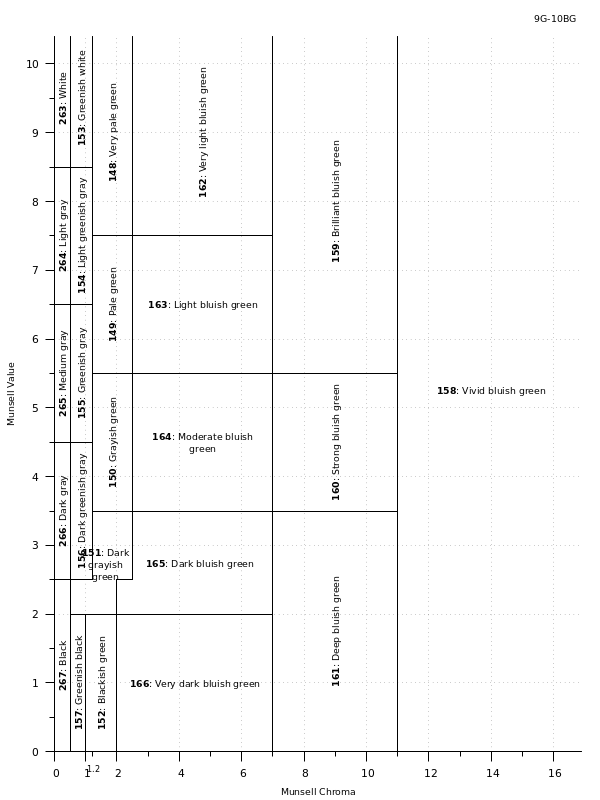 9G-10BG
10
9
8
7
6
5
4
3
2
1
0
Munsell Value
263: White
153: Greenish white
148: Very pale green
162: Very light bluish green
159: Brilliant bluish green
264: Light gray
154: Light greenish gray
149: Pale green
163: Light bluish green
265: Medium gray
155: Greenish gray
158: Vivid bluish green
150: Grayish green
164: Moderate bluish
green
160: Strong bluish green
266: Dark gray
156: Dark greenish gray
151: Dark
grayish
green
165: Dark bluish green
161: Deep bluish green
267: Black
157: Greenish black
152: Blackish green
166: Very dark bluish green
0 1 1.2 2 4 6 8 10 12 14 16
Munsell Chroma